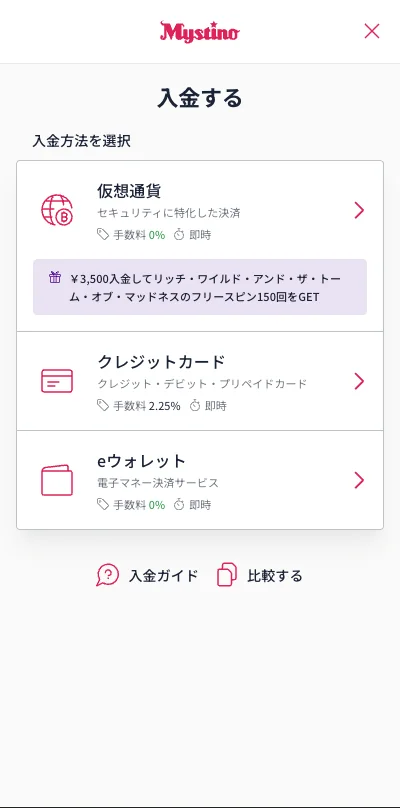 Mystino
入金する
入金方法を選択
仮想通貨
セキュリティに特化した決済
手数料 0% 即時
¥3,500入金してリッチ・ワイルド・アンド・ザ・トー
ム・オブ・マッドネスのフリースピン150回をGET
クレジットカード
クレジット・デビット・プリペイドカード
手数料 2.25% 即時
eウォレット
電子マネー決済サービス
手数料 0% 即時
入金ガイド 比較する